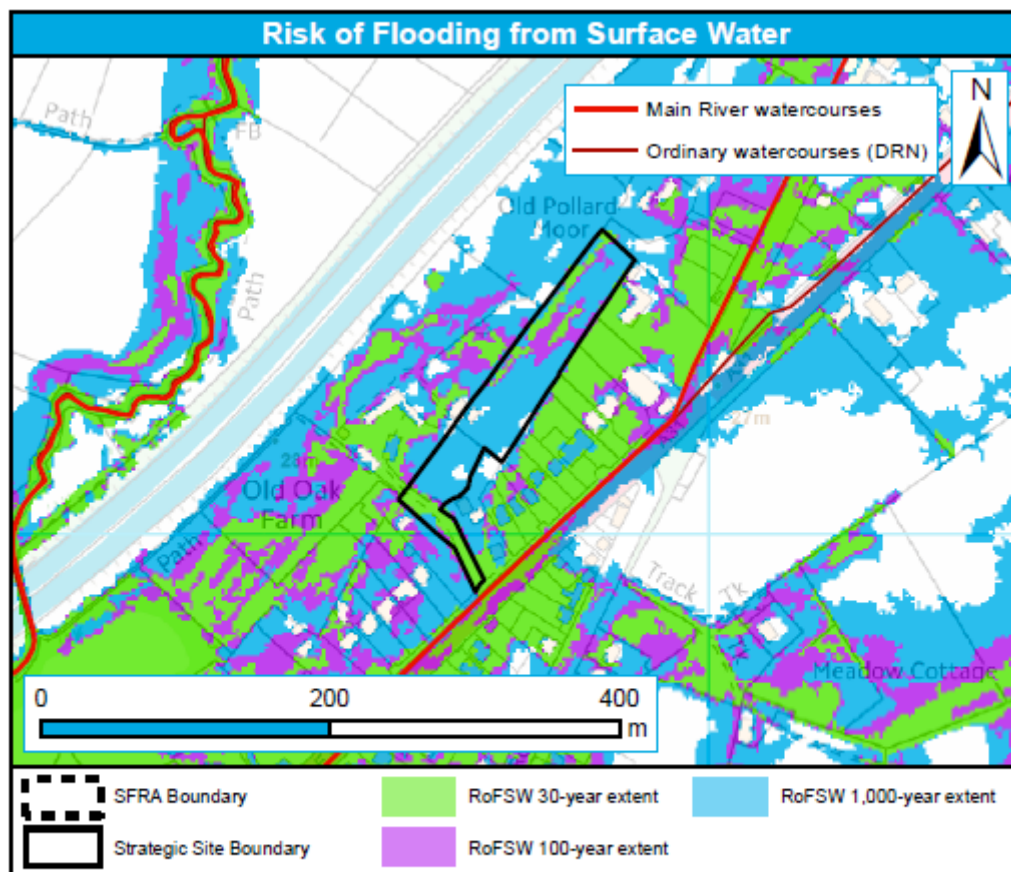 Risk of Flooding from Surface Water
Main River watercourses
Ordinary watercourses (DRN)
N
Path
FB
Old Pollard
Moor
Path
27m
28m
Old Oak
Farm
Path
Track
Tk
Meadow Cottage
0 200 400
m
SFRA Boundary
RoFSW 30-year extent
RoFSW 1,000-year extent
Strategic Site Boundary
RoFSW 100-year extent